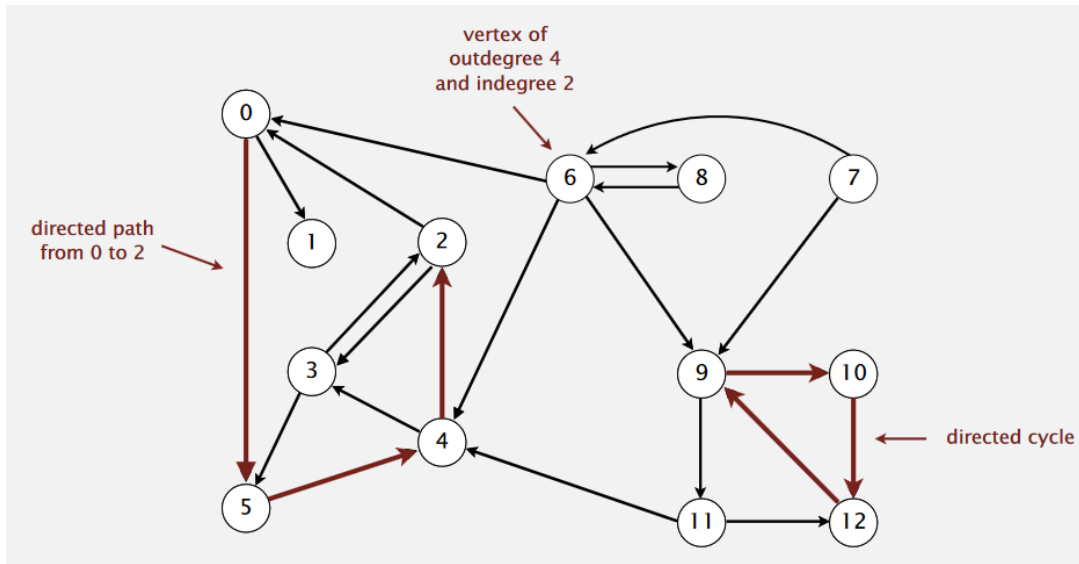 vertex of
outdegree 4
and indegree 2
0
6
8
7
directed path
from 0 to 2
1
2
3
9
10
4
directed cycle
5
11
12